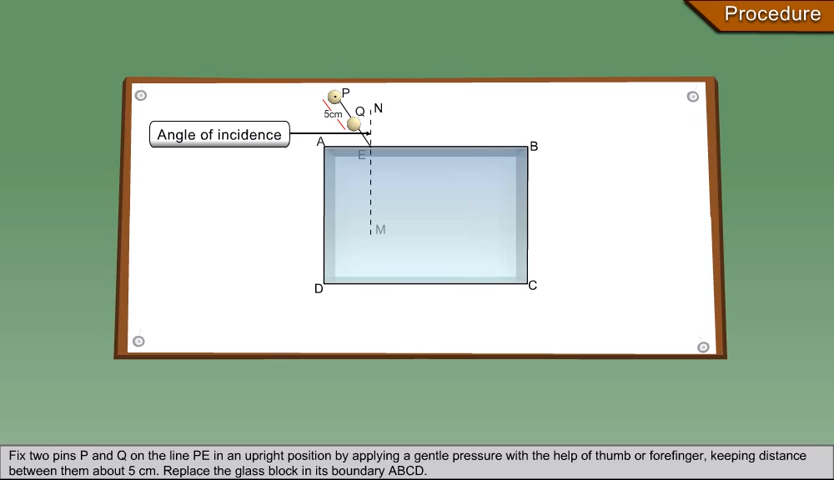 Procedure
P
Q
N
5cm
Angle of incidence
A
B
E
M
D
C
Fix two pins P and Q on the line PE in an upright position by applying a gentle pressure with the help of thumb or forefinger, keeping distance
between them about 5 cm. Replace the glass block in its boundary ABCD.